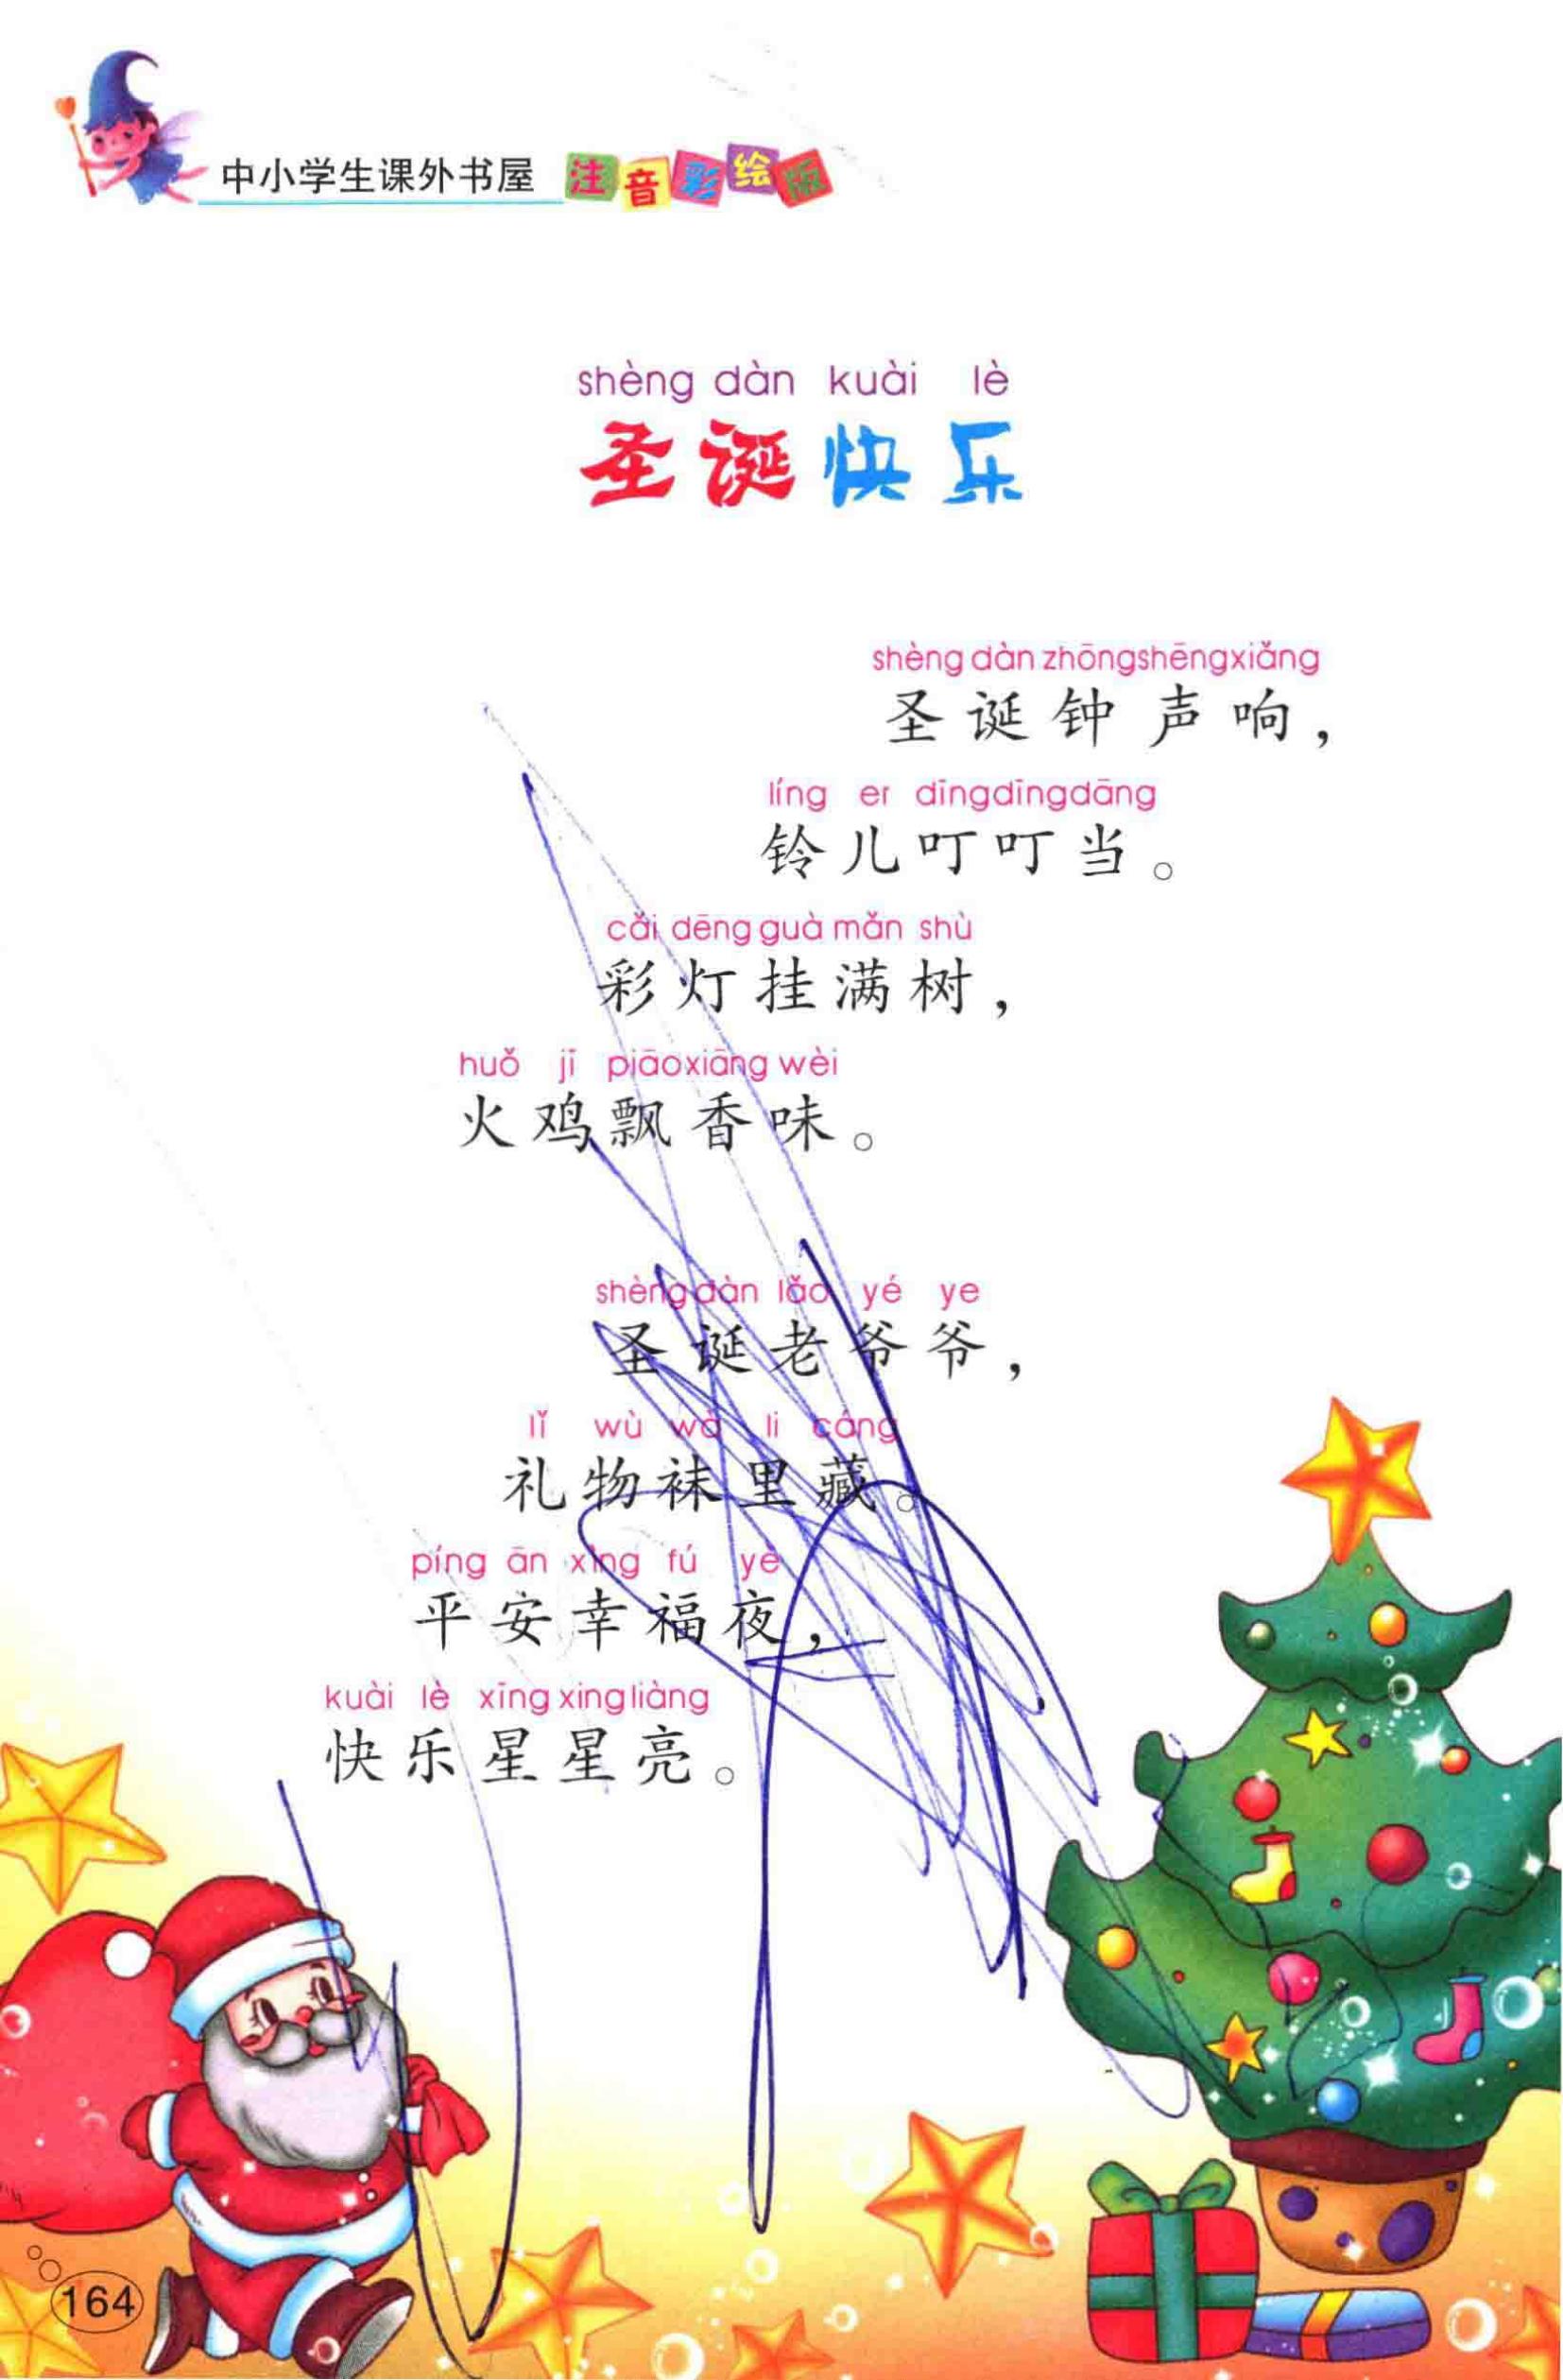 中小学生课外书屋 注音彩绘版
shèng dàn kuài lè
圣诞快乐
shèng dàn zhōng shēng xiǎng
圣诞钟声响，
líng er dīng dīng dāng
铃儿叮叮当。
cǎi dēng guà mǎn shù
彩灯挂满树，
huǒ jī piāo xiāng wèi
火鸡飘香味。
shèng dàn lǎo yé ye
圣诞老爷爷，
lǐ wù wà li cáng
礼物袜里藏。
píng ān xìng fú yè
平安幸福夜，
kuài lè xīng xing liàng
快乐星星亮。
164